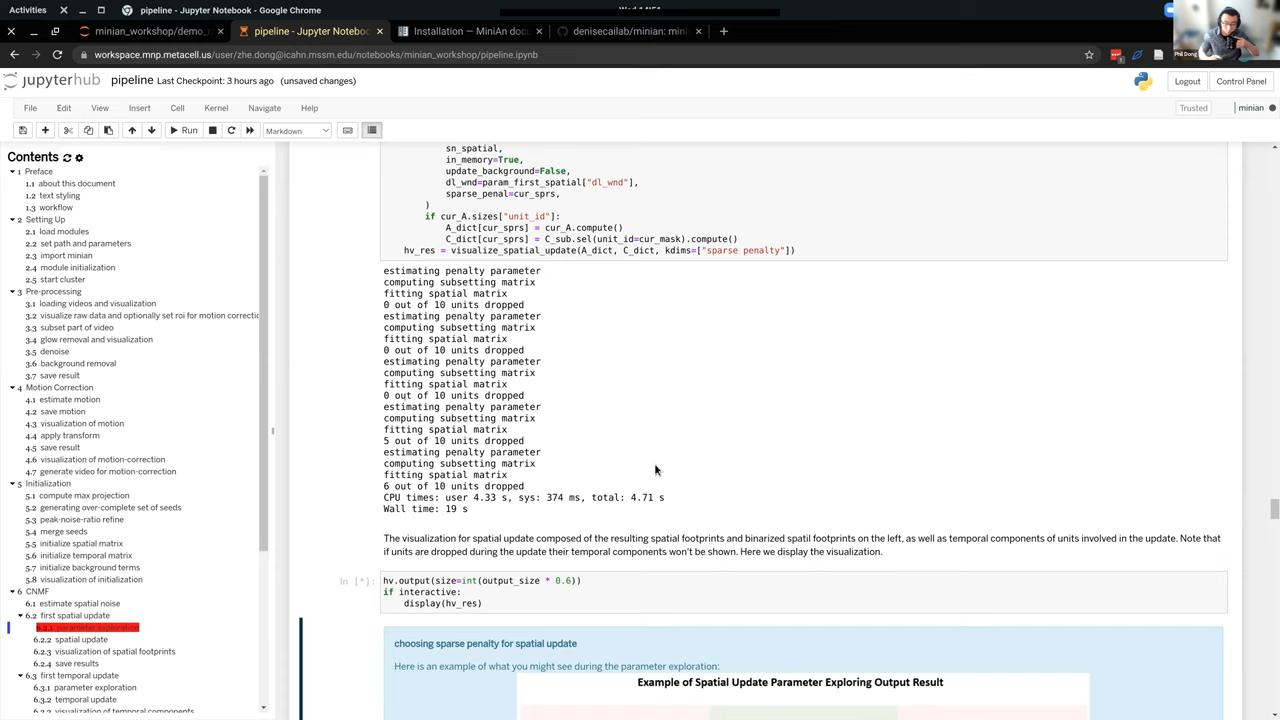 Activities
pipeline - Jupyter Notebook - Google Chrome
minian_workshop/demo_
pipeline - Jupyter Noteboo
Installation — MiniAn docu
denisecailab/minian: mini
workspace.mnp.metacell.us/user/zhe.dong@icahn.mssm.edu/notebooks/minian_workshop/pipeline.ipynb
Phil Dong
jupyterhub pipeline Last Checkpoint: 3 hours ago (unsaved changes)
Logout Control Panel
File Edit View Insert Cell Kernel Navigate Help
Trusted minian
Run Markdown
Contents
1 Preface
1.1 about this document
1.2 text styling
1.3 workflow
2 Setting Up
2.1 load modules
2.2 set path and parameters
2.3 import minian
2.4 module initialization
2.5 start cluster
3 Pre-processing
3.1 loading videos and visualization
3.2 visualize raw data and optionally set roi for motion correctio
3.3 subset part of video
3.4 glow removal and visualization
3.5 denoise
3.6 background removal
3.7 save result
4 Motion Correction
4.1 estimate motion
4.2 save motion
4.3 visualization of motion
4.4 apply transform
4.5 save result
4.6 visualization of motion-correction
4.7 generate video for motion-correction
5 Initialization
5.1 compute max projection
5.2 generating over-complete set of seeds
5.3 peak-noise-ratio refine
5.4 merge seeds
5.5 initialize spatial matrix
5.6 initialize temporal matrix
5.7 initialize background terms
5.8 visualization of initialization
6 CNMF
6.1 estimate spatial noise
6.2 first spatial update
6.2.1 parameter exploration
6.2.2 spatial update
6.2.3 visualization of spatial footprints
6.2.4 save results
6.3 first temporal update
6.3.1 parameter exploration
6.3.2 temporal update
sn_spatial,
in_memory=True,
update_background=False,
dl_wnd=param_first_spatial["dl_wnd"],
sparse_penal=cur_sprs,
)
if cur_A.sizes["unit_id"]:
A_dict[cur_sprs] = cur_A.compute()
C_dict[cur_sprs] = C_sub.sel(unit_id=cur_mask).compute()
hv_res = visualize_spatial_update(A_dict, C_dict, kdims=["sparse penalty"])
estimating penalty parameter
computing subsetting matrix
fitting spatial matrix
0 out of 10 units dropped
estimating penalty parameter
computing subsetting matrix
fitting spatial matrix
0 out of 10 units dropped
estimating penalty parameter
computing subsetting matrix
fitting spatial matrix
0 out of 10 units dropped
estimating penalty parameter
computing subsetting matrix
fitting spatial matrix
5 out of 10 units dropped
estimating penalty parameter
computing subsetting matrix
fitting spatial matrix
6 out of 10 units dropped
CPU times: user 4.33 s, sys: 374 ms, total: 4.71 s
Wall time: 19 s
The visualization for spatial update composed of the resulting spatial footprints and binarized spatil footprints on the left, as well as temporal components of units involved in the update. Note that
if units are dropped during the update their temporal components won't be shown. Here we display the visualization.
In [*]:
hv.output(size=int(output_size * 0.6))
if interactive:
display(hv_res)
choosing sparse penalty for spatial update
Here is an example of what you might see during the parameter exploration:
Example of Spatial Update Parameter Exploring Output Result